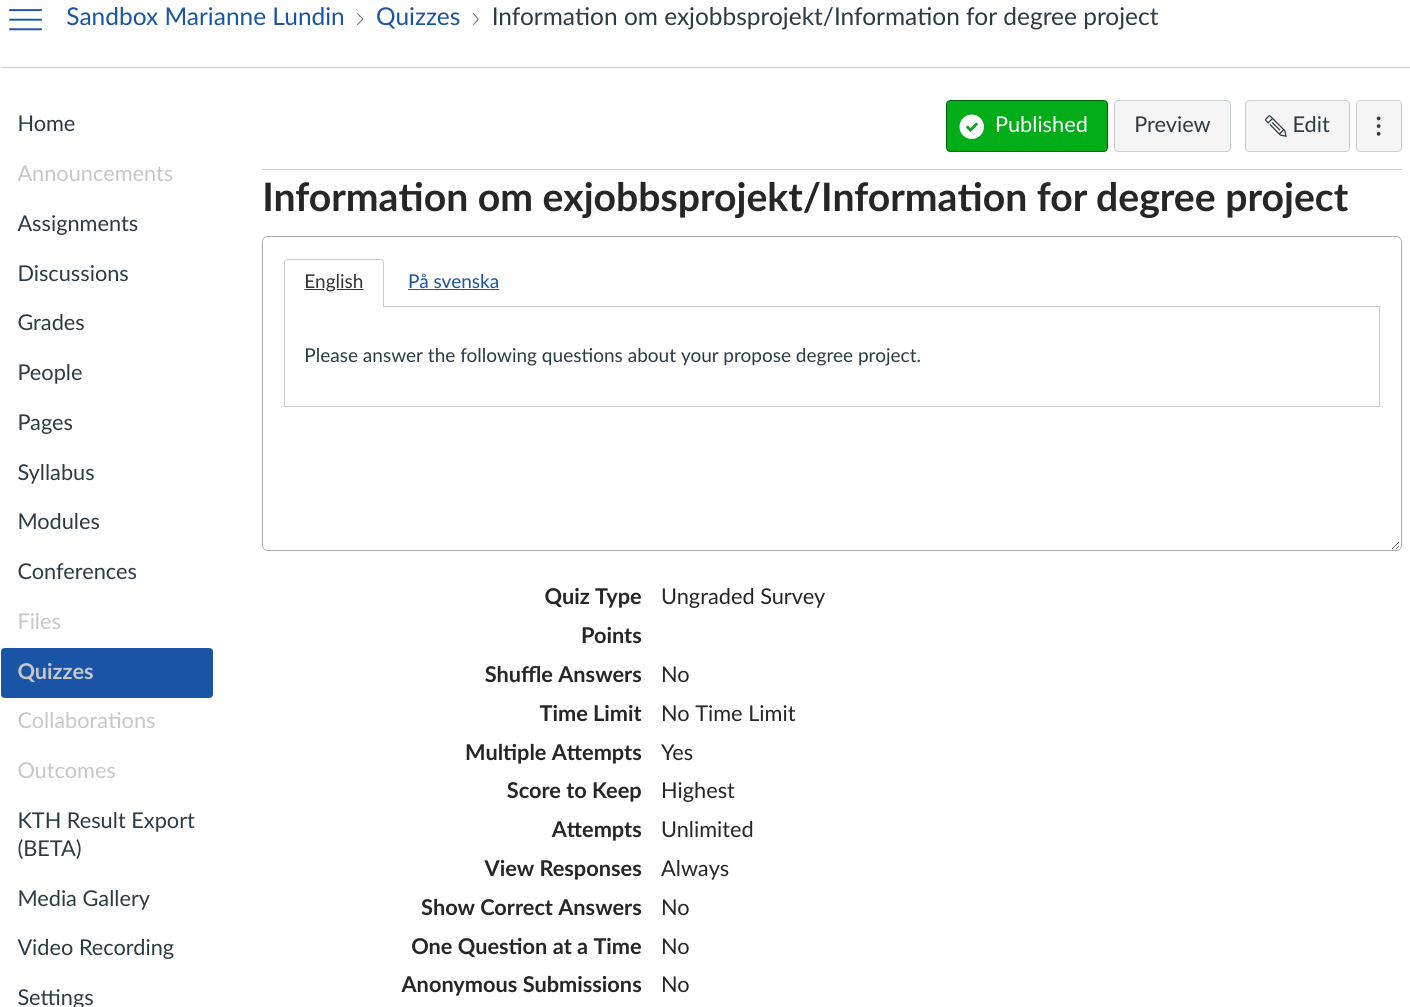 Sandbox Marianne Lundin › Quizzes › Information om exjobbsprojekt/Information for degree project
Home
Announcements
Assignments
Discussions
Grades
People
Pages
Syllabus
Modules
Conferences
Files
Quizzes
Collaborations
Outcomes
KTH Result Export
(BETA)
Media Gallery
Video Recording
Settings
Published Preview Edit
Information om exjobbsprojekt/Information for degree project
English På svenska
Please answer the following questions about your propose degree project.
Quiz Type Ungraded Survey
Points
Shuffle Answers No
Time Limit No Time Limit
Multiple Attempts Yes
Score to Keep Highest
Attempts Unlimited
View Responses Always
Show Correct Answers No
One Question at a Time No
Anonymous Submissions No